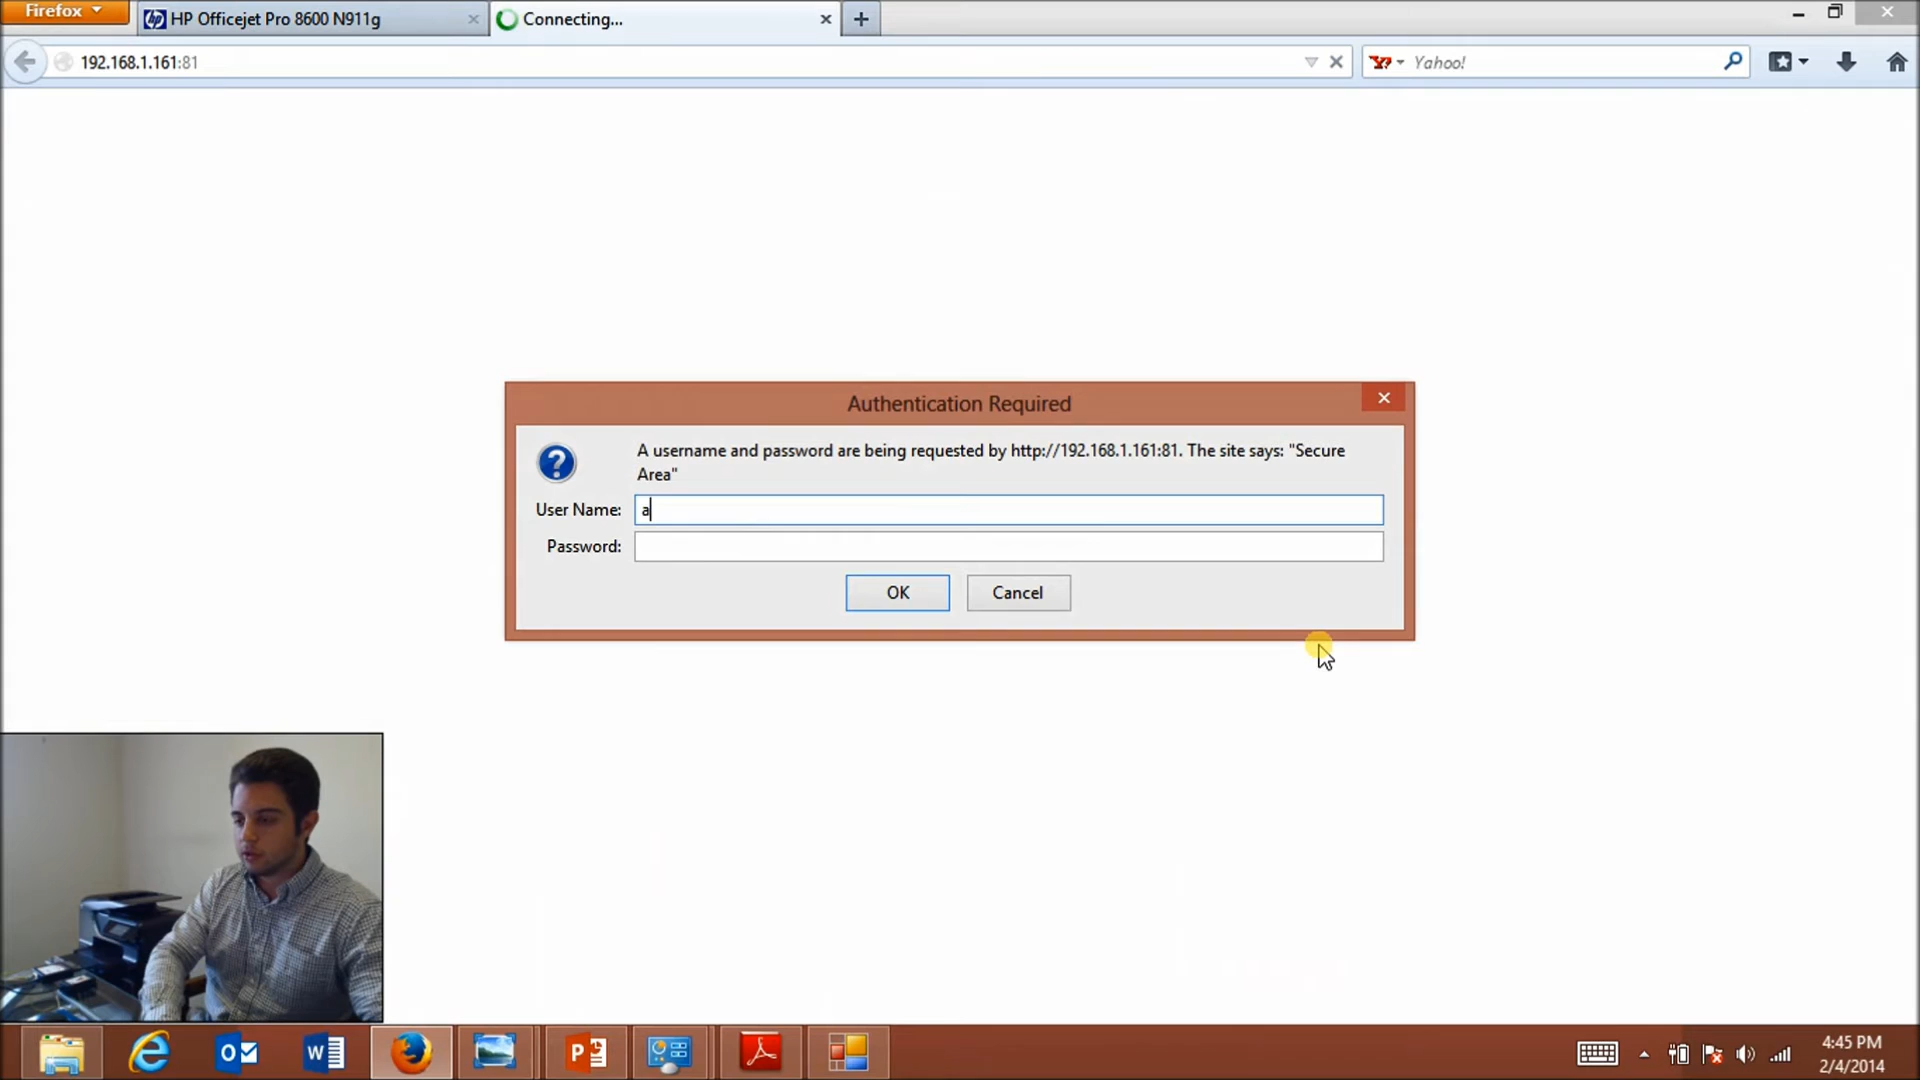 Firefox
HP Officejet Pro 8600 N911g
Connecting...
192.168.1.161:81
Yahoo!
Authentication Required
A username and password are being requested by http://192.168.1.161:81. The site says: "Secure
Area"
User Name: a
Password:
OK
Cancel
4:45 PM
2/4/2014